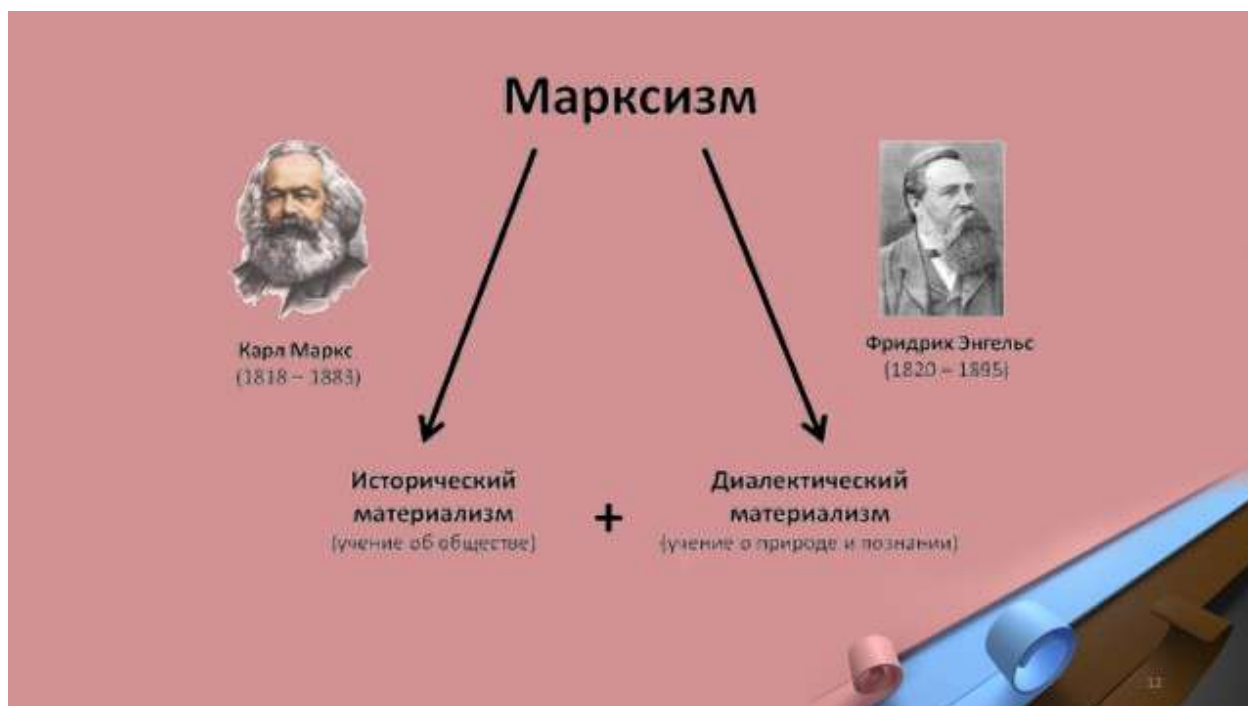 Марксизм
Карл Маркс
(1818 – 1883)
Фридрих Энгельс
(1820 – 1895)
Исторический
материализм
(учение об обществе)
+
Диалектический
материализм
(учение о природе и познании)
12